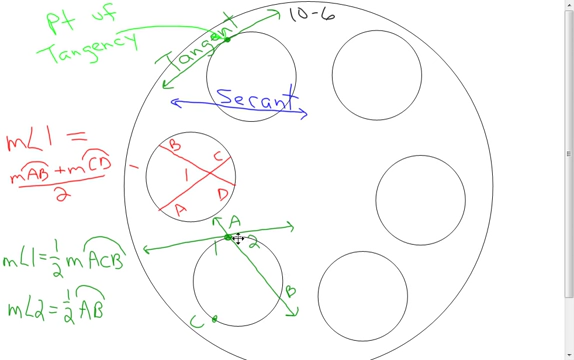 10-6
Pt of
Tangency
Tangent
Secant
m∠1 =
mAB + mCD
2
B
C
1
A
D
m∠1 = 1/2 mACB
m∠2 = 1/2 AB
A
1
2
B
C